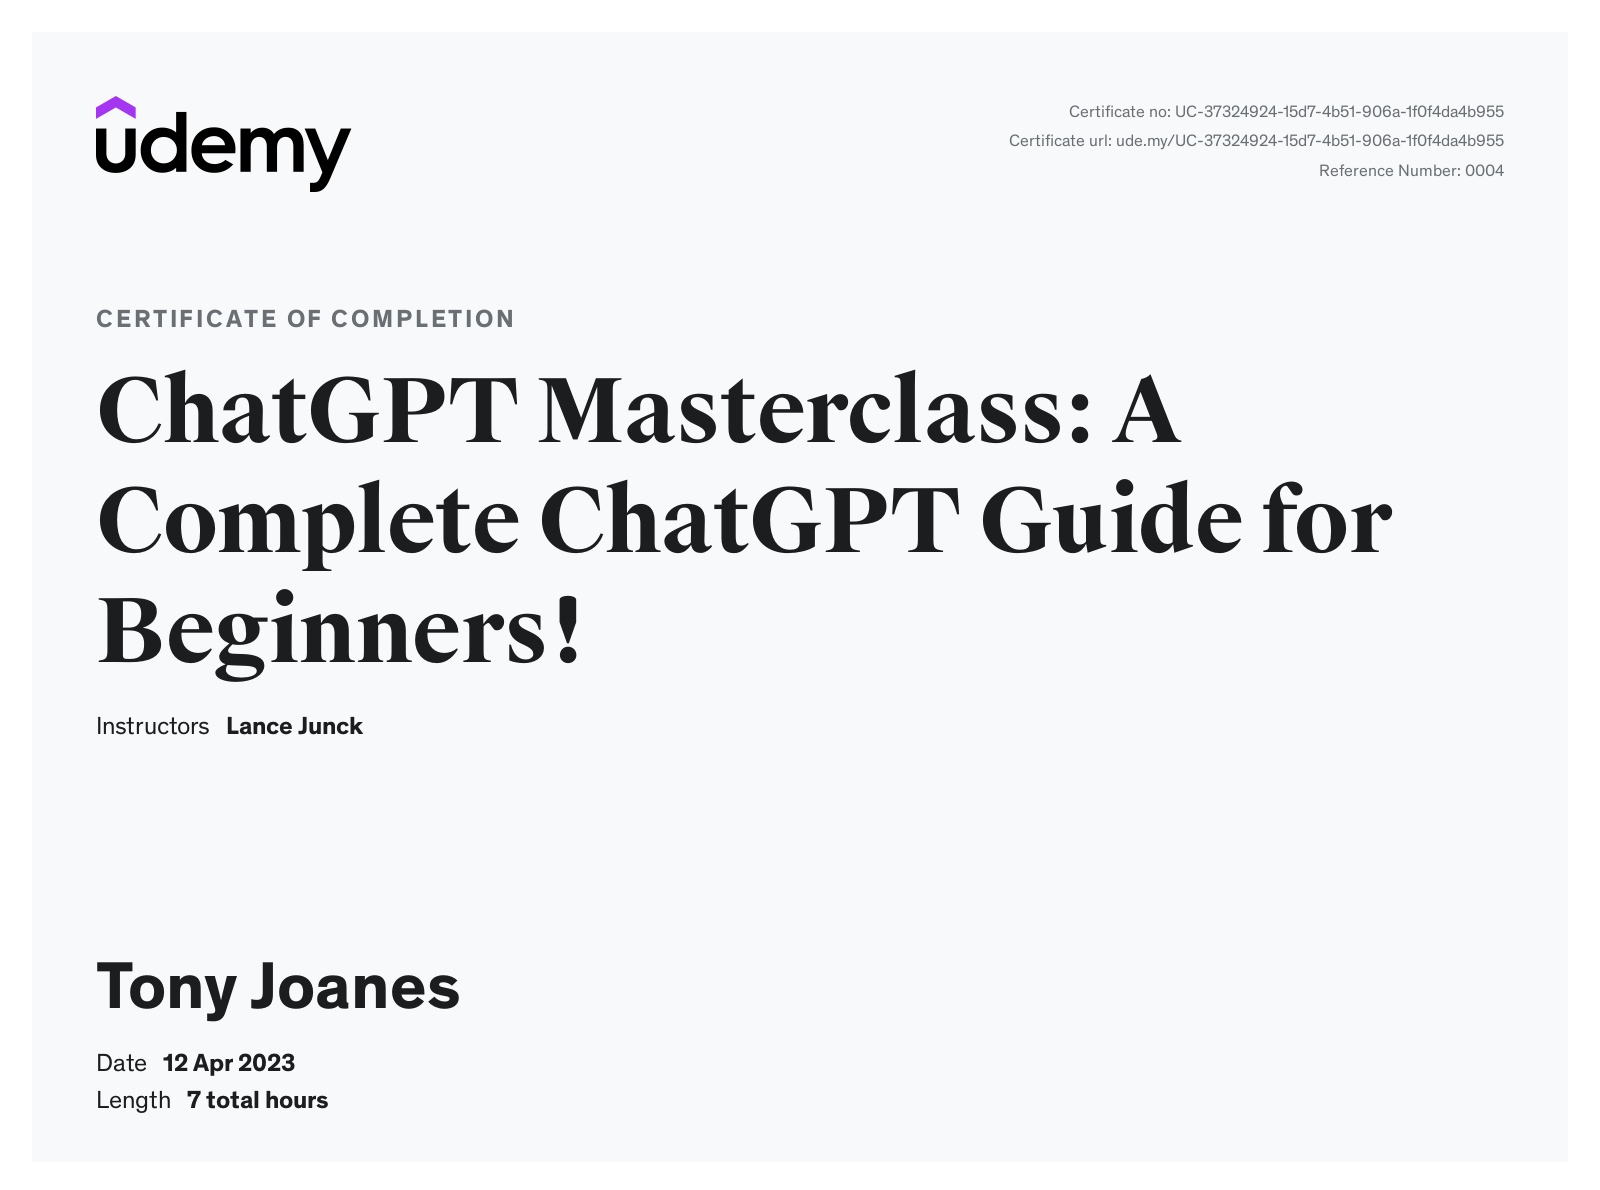 udemy
Certificate no: UC-37324924-15d7-4b51-906a-1f0f4da4b955
Certificate url: ude.my/UC-37324924-15d7-4b51-906a-1f0f4da4b955
Reference Number: 0004
CERTIFICATE OF COMPLETION
ChatGPT Masterclass: A
Complete ChatGPT Guide for
Beginners!
Instructors Lance Junck
Tony Joanes
Date 12 Apr 2023
Length 7 total hours